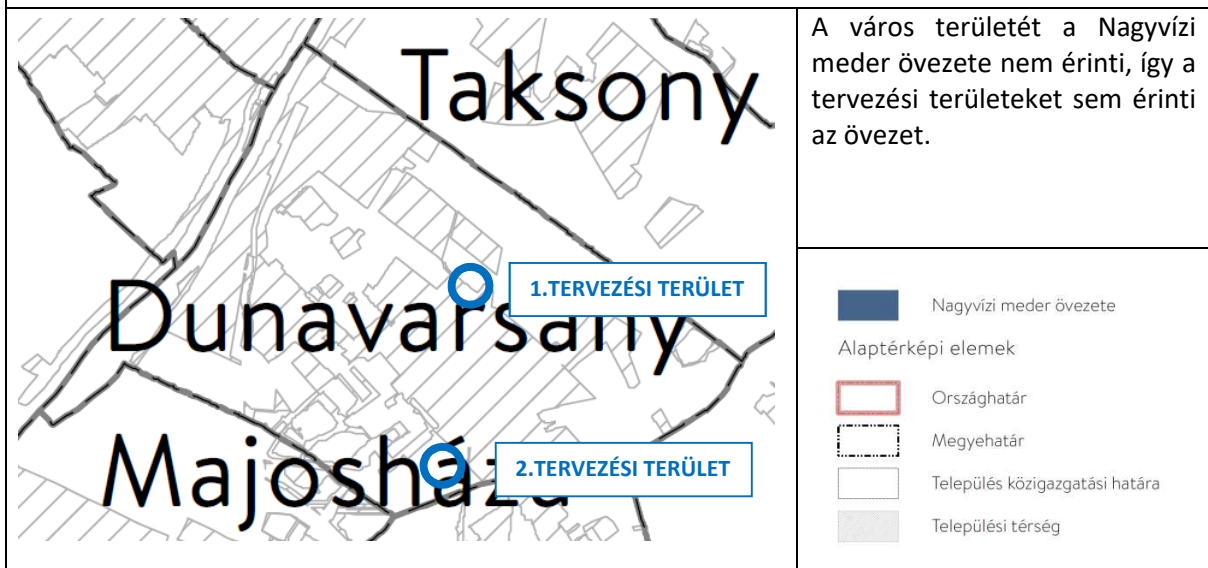 Taksony
Dunavarsány
Majosháza
1.TERVEZÉSI TERÜLET
2.TERVEZÉSI TERÜLET
A város területét a Nagyvízi
meder övezete nem érinti, így a
tervezési területeket sem érinti
az övezet.
Nagyvízi meder övezete
Alaptérképi elemek
Országhatár
Megyehatár
Település közigazgatási határa
Települési térség